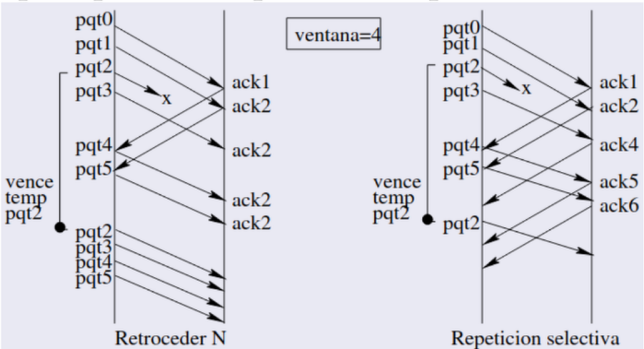 ventana=4
pqt0
pqt1
pqt2
pqt3
pqt4
pqt5
vence
temp
pqt2
pqt2
pqt3
pqt4
pqt5
x
ack1
ack2
ack2
ack2
ack2
Retroceder N
pqt0
pqt1
pqt2
pqt3
pqt4
pqt5
vence
temp
pqt2
pqt2
x
ack1
ack2
ack4
ack5
ack6
Repeticion selectiva